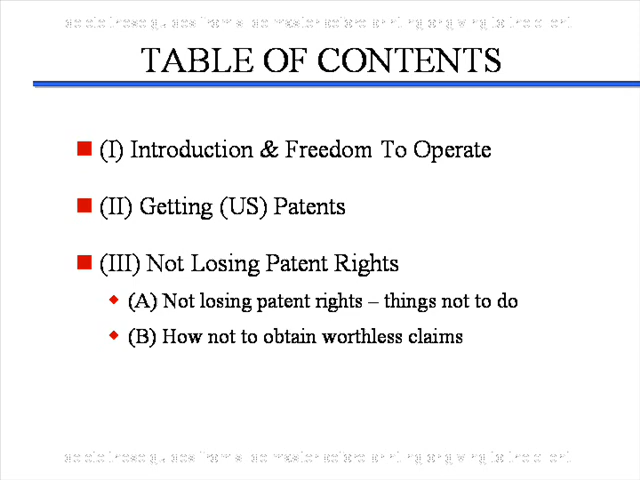 TABLE OF CONTENTS
(I) Introduction & Freedom To Operate
(II) Getting (US) Patents
(III) Not Losing Patent Rights
(A) Not losing patent rights – things not to do
(B) How not to obtain worthless claims